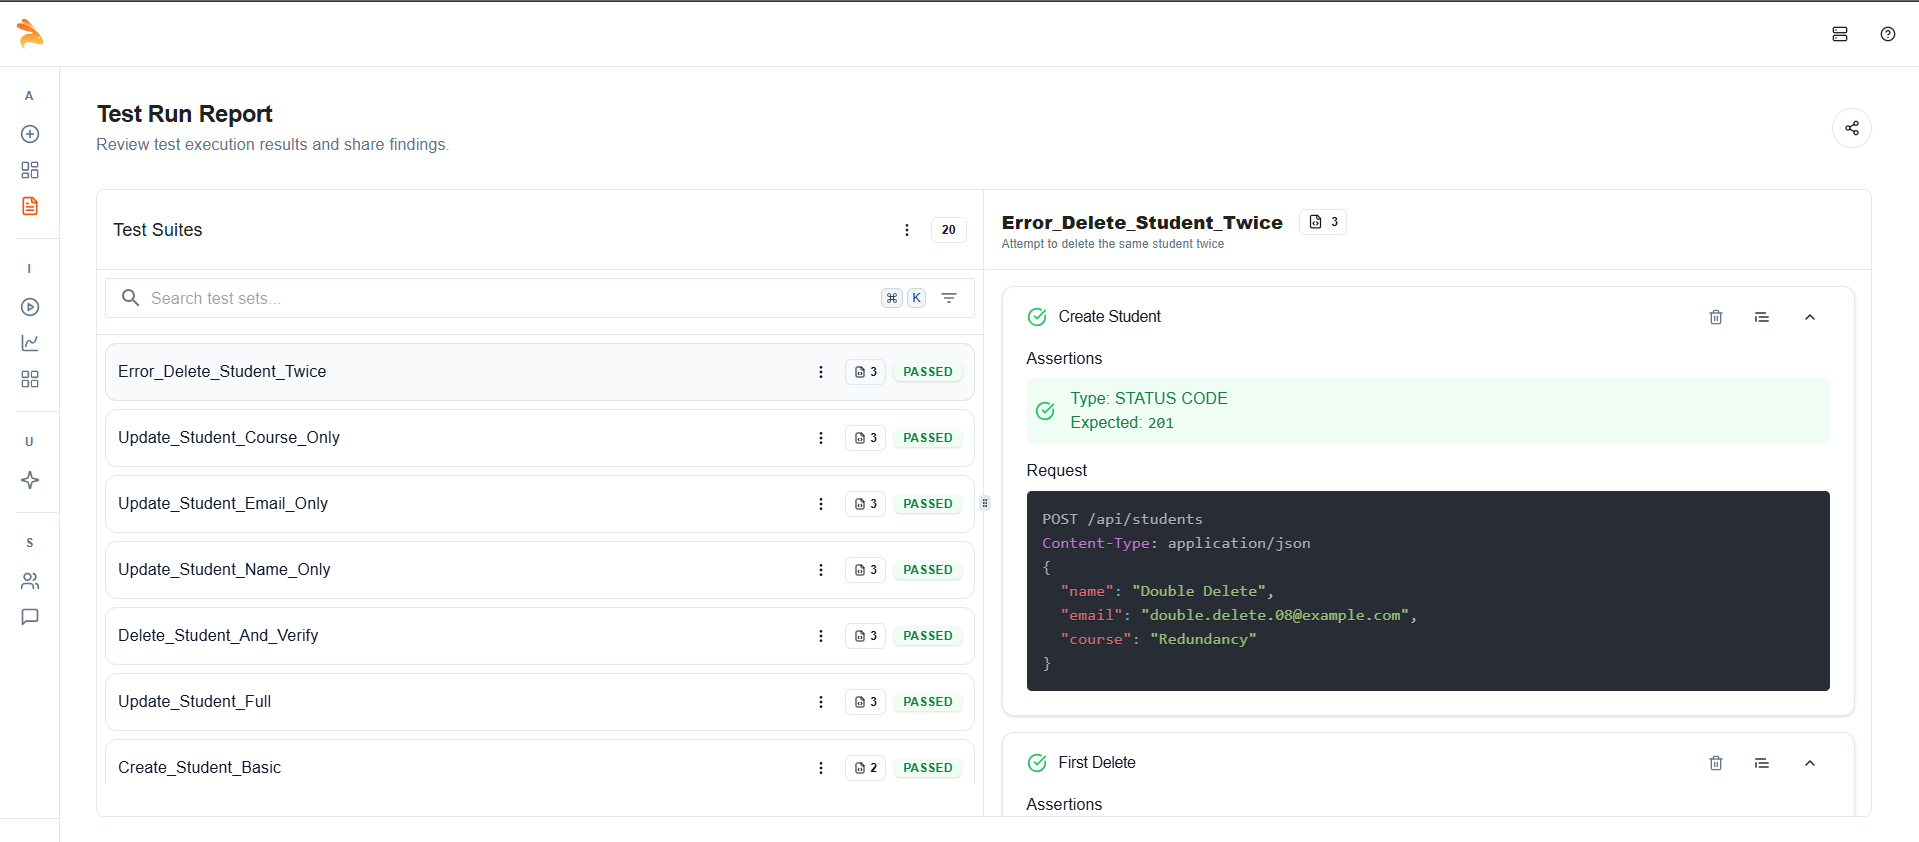 A
I
U
S
Test Run Report
Review test execution results and share findings.
Test Suites
20
Search test sets...
⌘ K
Error_Delete_Student_Twice 3 PASSED
Update_Student_Course_Only 3 PASSED
Update_Student_Email_Only 3 PASSED
Update_Student_Name_Only 3 PASSED
Delete_Student_And_Verify 3 PASSED
Update_Student_Full 3 PASSED
Create_Student_Basic 2 PASSED
Error_Delete_Student_Twice 3
Attempt to delete the same student twice
Create Student
Assertions
Type: STATUS CODE
Expected: 201
Request
POST /api/students
Content-Type: application/json
{
"name": "Double Delete",
"email": "double.delete.08@example.com",
"course": "Redundancy"
}
First Delete
Assertions